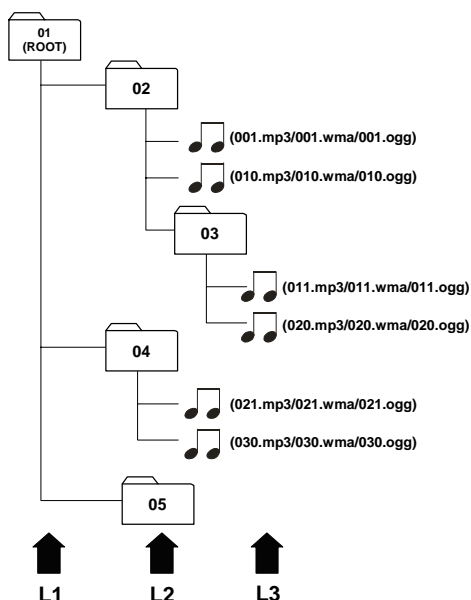 01
(ROOT)
02
(001.mp3/001.wma/001.ogg)
(010.mp3/010.wma/010.ogg)
03
(011.mp3/011.wma/011.ogg)
(020.mp3/020.wma/020.ogg)
04
(021.mp3/021.wma/021.ogg)
(030.mp3/030.wma/030.ogg)
05
L1 L2 L3